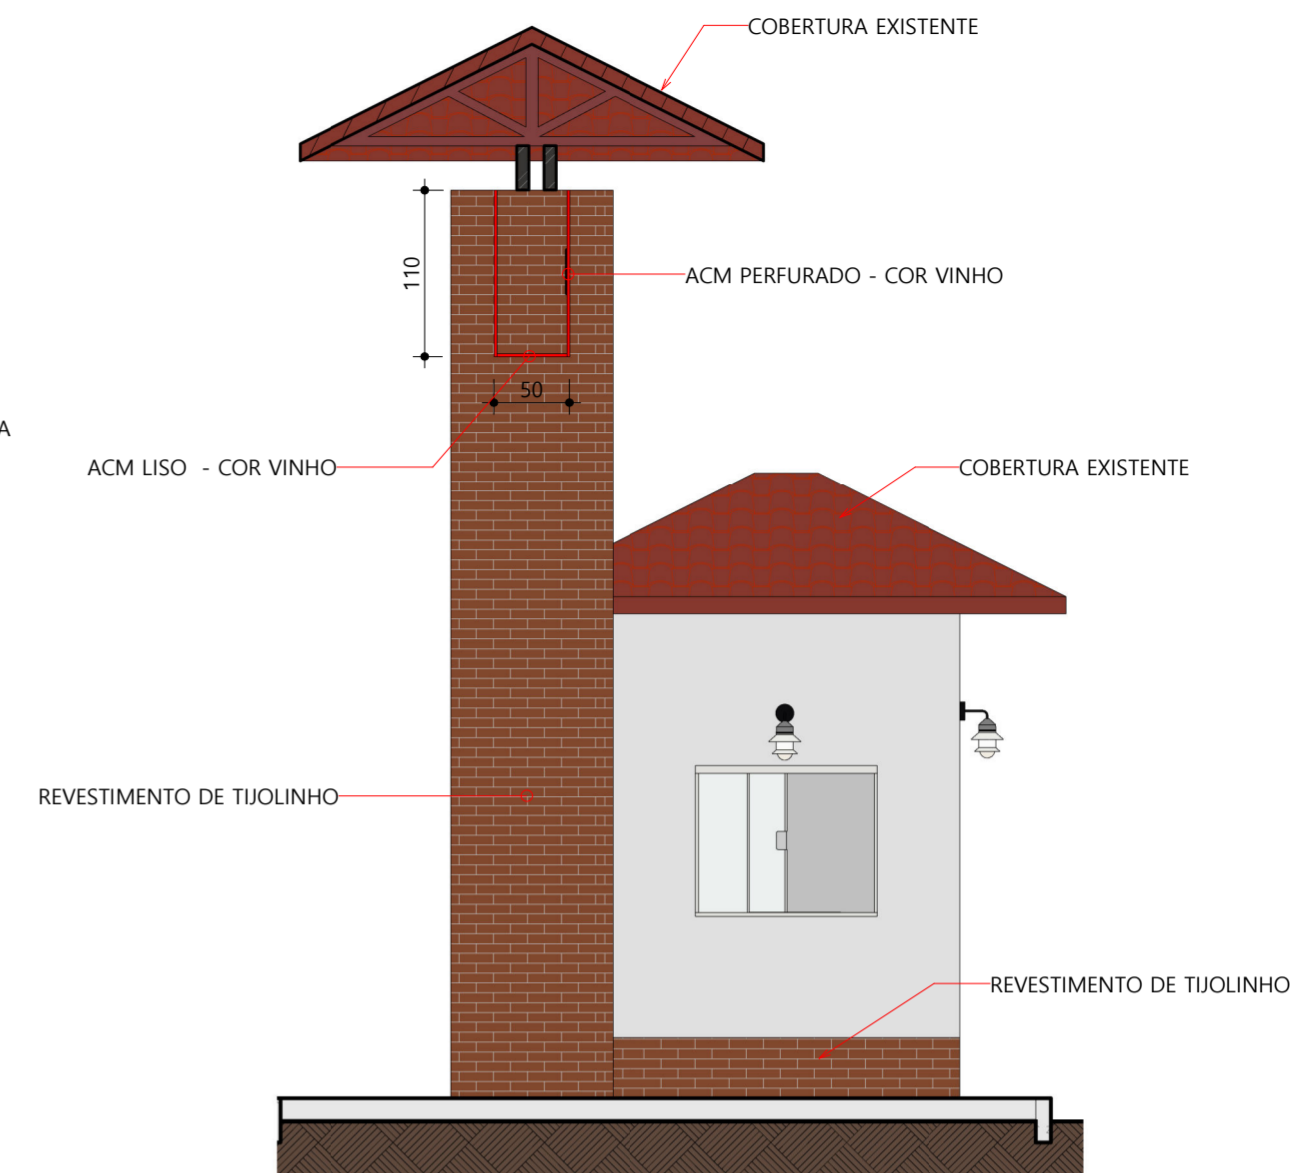 COBERTURA EXISTENTE
110
ACM PERFURADO - COR VINHO
50
A
ACM LISO - COR VINHO
COBERTURA EXISTENTE
REVESTIMENTO DE TIJOLINHO
REVESTIMENTO DE TIJOLINHO